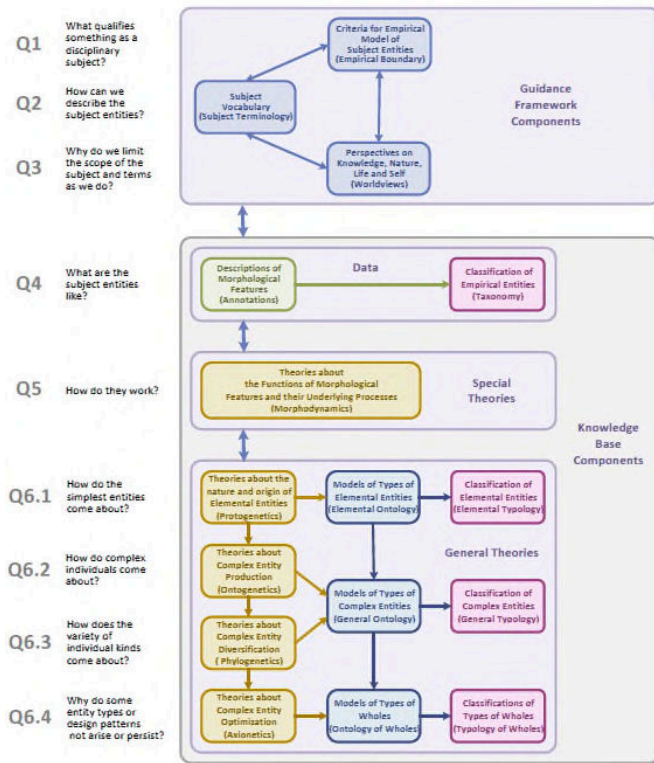 Q1
What qualifies
something as a
disciplinary
subject?
Criteria for Empirical
Model of
Subject Entities
(Empirical Boundary)
Q2
How can we
describe the
subject entities?
Subject
Vocabulary
(Subject Terminology)
Guidance
Framework
Components
Q3
Why do we limit
the scope of the
subject and terms
as we do?
Perspectives on
Knowledge, Nature,
Life and Self
(Worldviews)
Q4
What are the
subject entities
like?
Data
Descriptions of
Morphological
Features
(Annotations)
Classification of
Empirical Entities
(Taxonomy)
Q5
How do they work?
Theories about
the Functions of Morphological
Features and their Underlying Processes
(Morphodynamics)
Special
Theories
Knowledge
Base
Components
Q6.1
How do the
simplest entities
come about?
Theories about the
nature and origin of
Elemental Entities
(Protogenetics)
Models of Types of
Elemental Entities
(Elemental Ontology)
Classification of
Elemental Entities
(Elemental Typology)
General Theories
Q6.2
How do complex
individuals come
about?
Theories about
Complex Entity
Production
(Ontogenetics)
Models of Types of
Complex Entities
(General Ontology)
Classification of
Complex Entities
(General Typology)
Q6.3
How does the
variety of
individual kinds
come about?
Theories about
Complex Entity
Diversification
( Phylogenetics)
Q6.4
Why do some
entity types or
design patterns
not arise or persist?
Theories about
Complex Entity
Optimization
(Axionetics)
Models of Types of
Wholes
(Ontology of Wholes)
Classifications of
Types of Wholes
(Typology of Wholes)